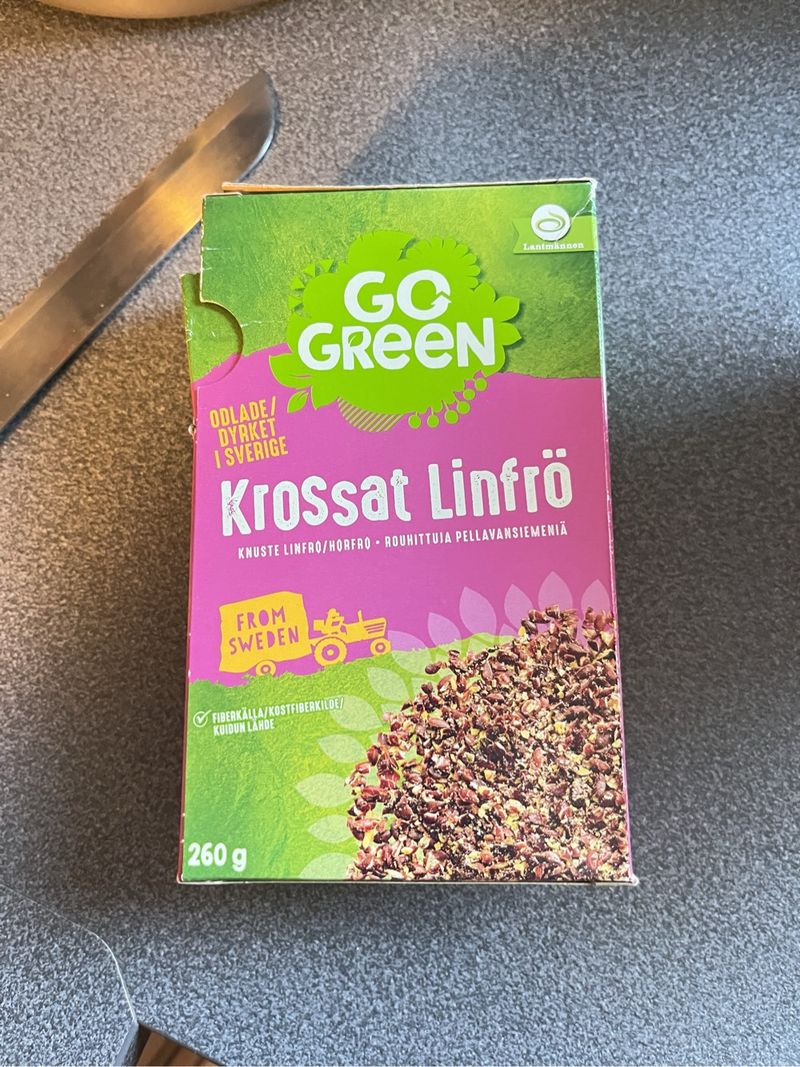 Lantmännen
GO
GREEN
ODLADE/
DYRKET
I SVERIGE
Krossat Linfrö
KNUSTE LINFRØ/HØRFRØ • ROUHITTUJA PELLAVANSIEMENIÄ
FROM
SWEDEN
FIBERKÄLLA/KOSTFIBERKILDE/
KUIDUN LÄHDE
260 g